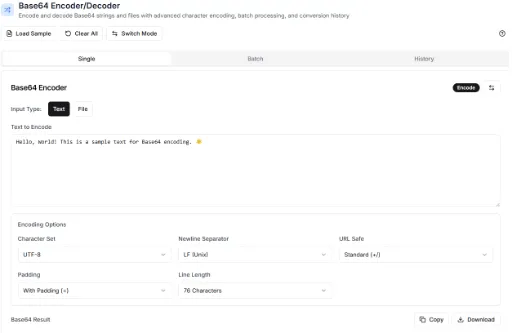 Base64 Encoder/Decoder
Encode and decode Base64 strings and files with advanced character encoding, batch processing, and conversion history
Load Sample Clear All Switch Mode
Single Batch History
Base64 Encoder Encode
Input Type: Text File
Text to Encode
Hello, World! This is a sample text for Base64 encoding. 🌟
Encoding Options
Character Set Newline Separator URL Safe
UTF-8 LF (Unix) Standard (+/)
Padding Line Length
With Padding (=) 76 Characters
Base64 Result Copy Download